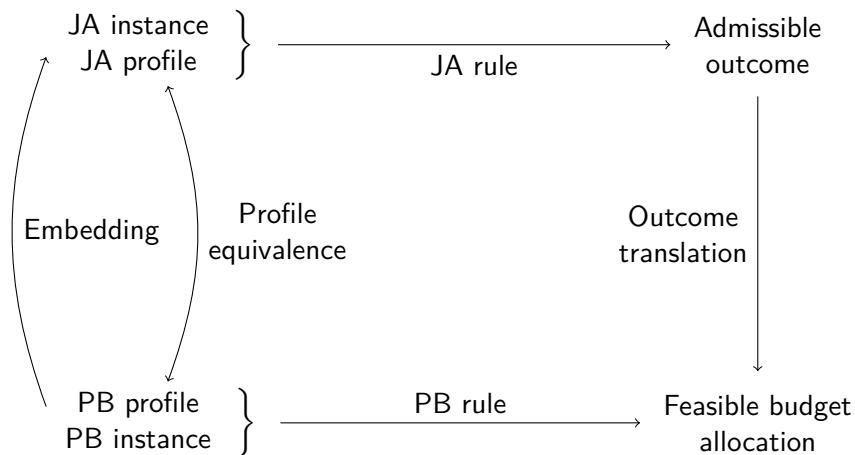 JA instance
JA profile
JA rule
Admissible
outcome
Embedding
Profile
equivalence
Outcome
translation
PB profile
PB instance
PB rule
Feasible budget
allocation